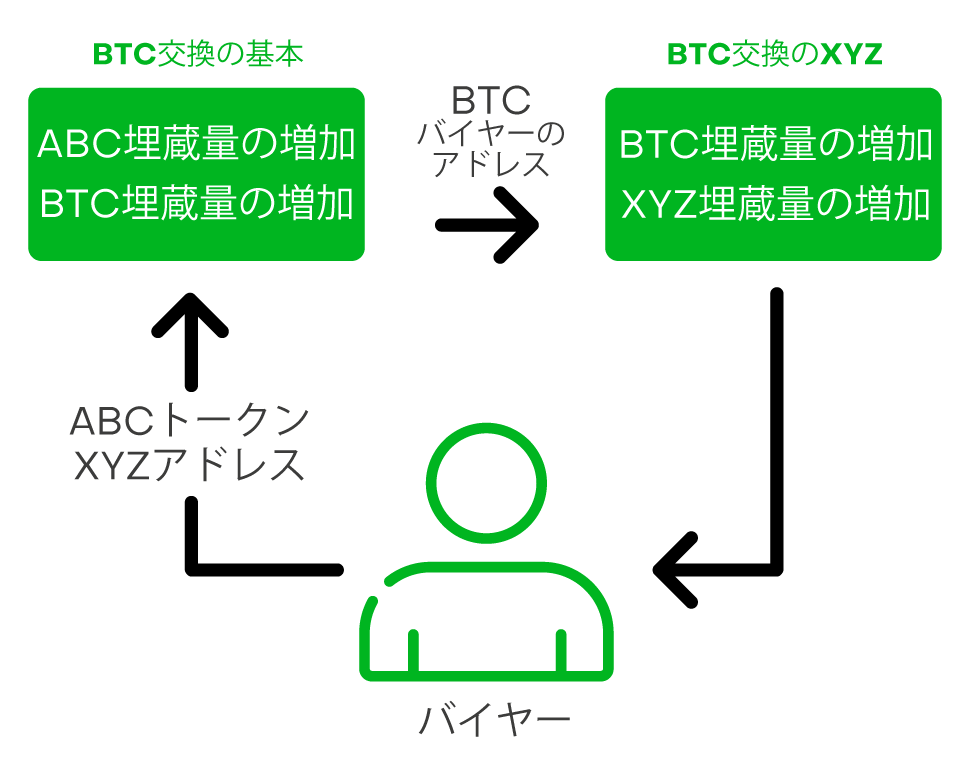 BTC交換の基本
ABC埋蔵量の増加
BTC埋蔵量の増加
BTC
バイヤーの
アドレス
BTC交換のXYZ
BTC埋蔵量の増加
XYZ埋蔵量の増加
ABCトークン
XYZアドレス
バイヤー